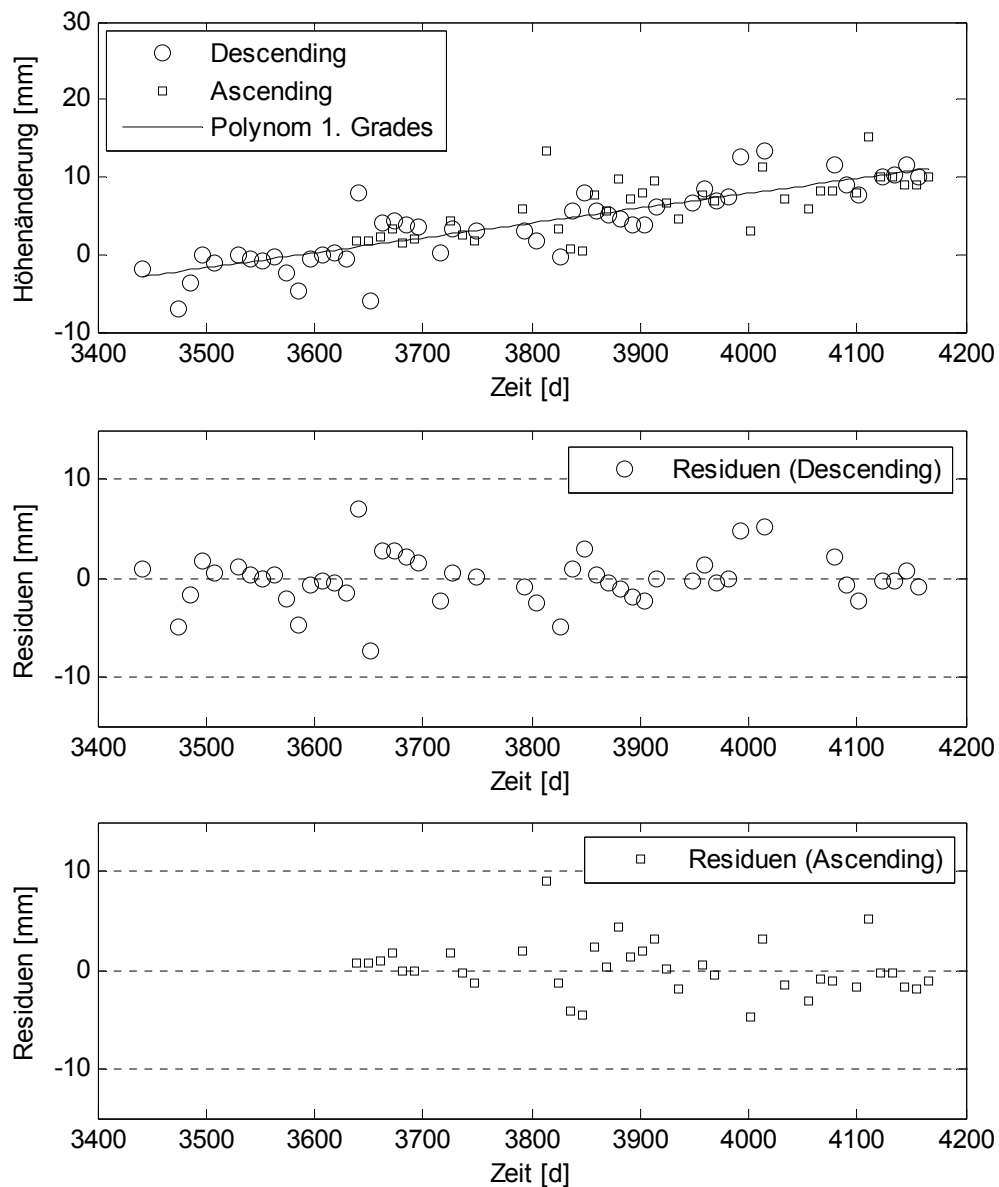 30
20
10
0
-10
Höhenänderung [mm]
Descending
Ascending
Polynom 1. Grades
3400 3500 3600 3700 3800 3900 4000 4100 4200
Zeit [d]
10
0
-10
Residuen [mm]
Residuen (Descending)
3400 3500 3600 3700 3800 3900 4000 4100 4200
Zeit [d]
10
0
-10
Residuen [mm]
Residuen (Ascending)
3400 3500 3600 3700 3800 3900 4000 4100 4200
Zeit [d]